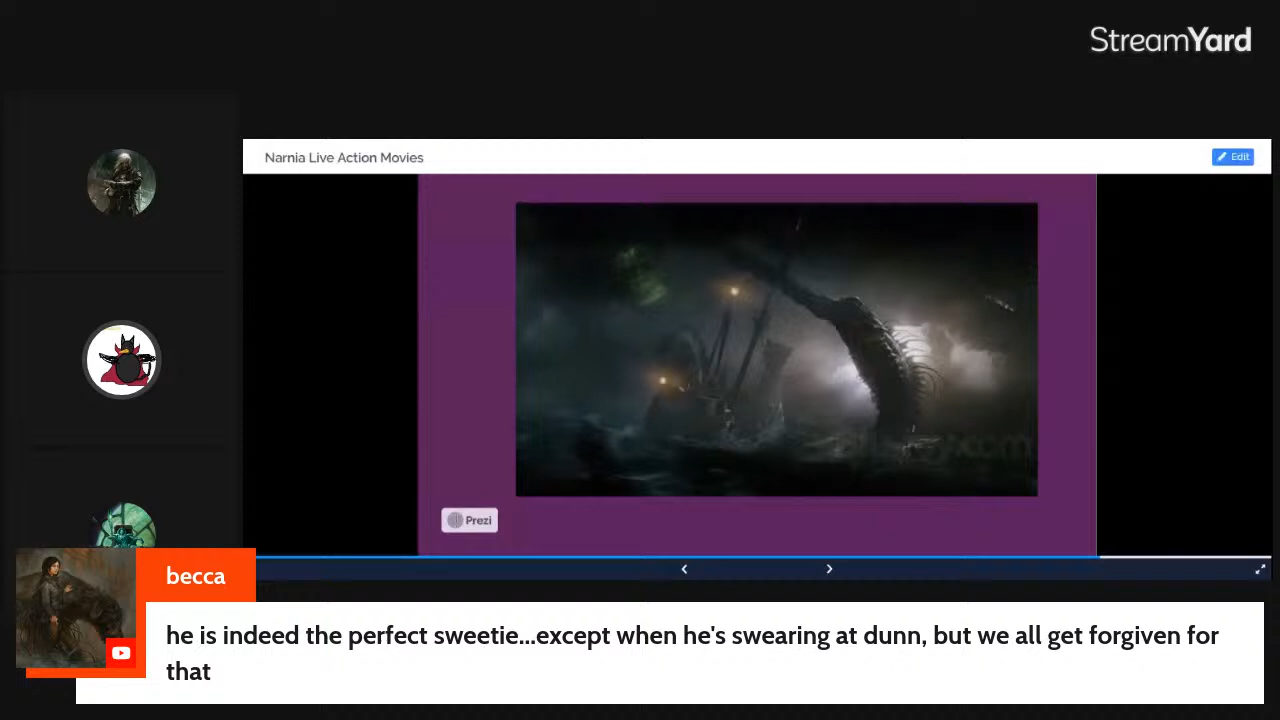 StreamYard
Narnia Live Action Movies
Edit
Prezi
becca
he is indeed the perfect sweetie...except when he's swearing at dunn, but we all get forgiven for
that